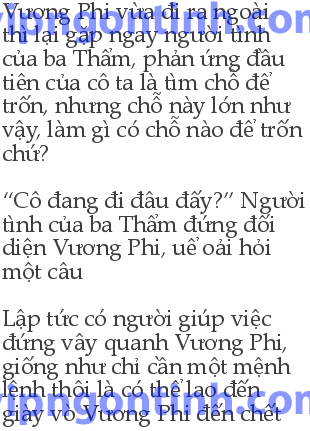 Vương Phi vừa đi ra ngoài
thì lại gặp ngay người tình
của ba Thẩm, phản ứng đầu
tiên của cô ta là tìm chỗ để
trốn, nhưng chỗ này lớn như
vậy, làm gì có chỗ nào để trốn
chứ?
“Cô đang đi đâu đấy?” Người
tình của ba Thẩm đứng đối
diện Vương Phi, uể oải hỏi
một câu
Lập tức có người giúp việc
đứng vây quanh Vương Phi,
giống như chỉ cần một mệnh
lệnh thôi là có thể lao đến
giày vò Vương Phi đến chết
vipngontinh.com